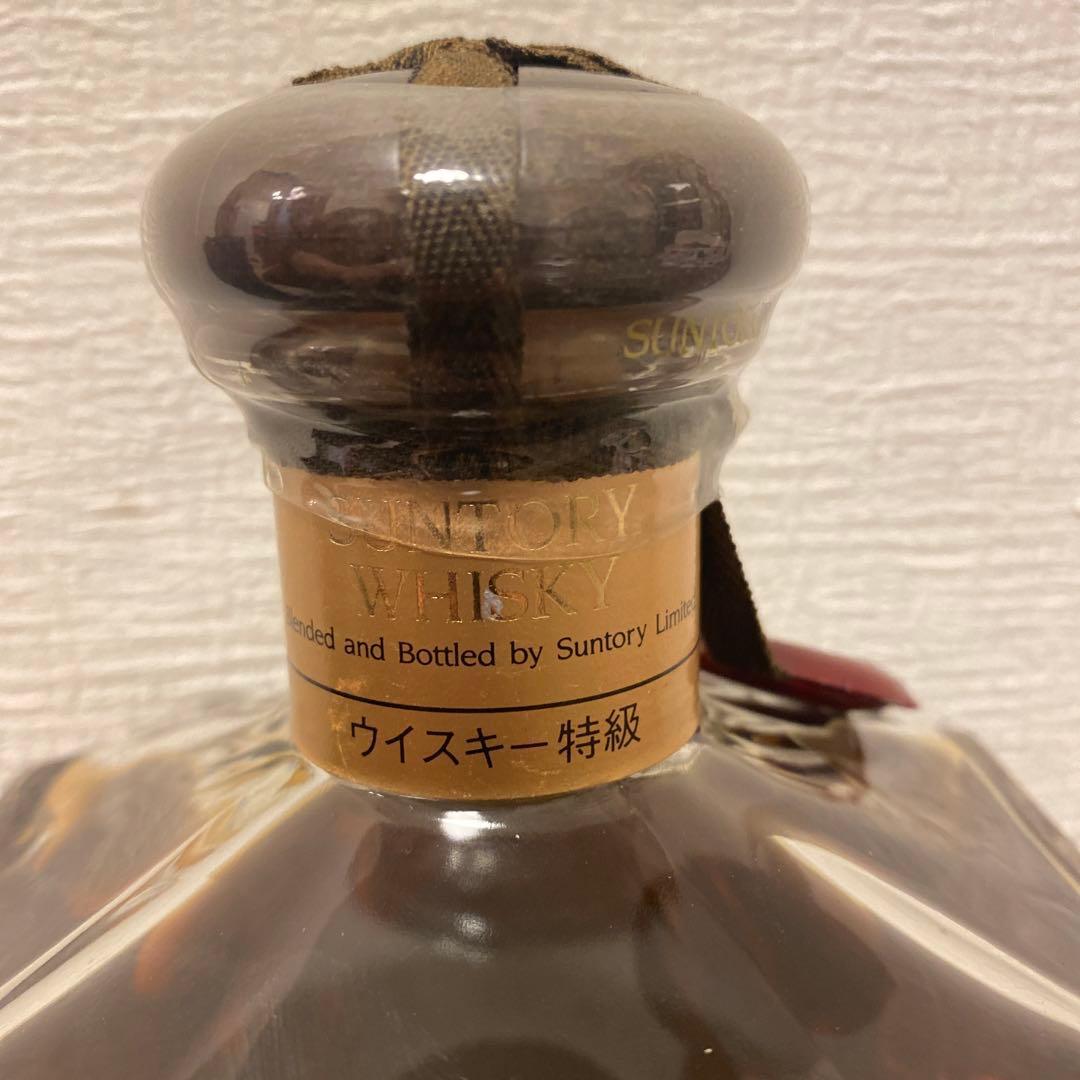 SUNTORY
SUNTORY
WHISKY
Blended and Bottled by Suntory Limited
ウイスキー特級